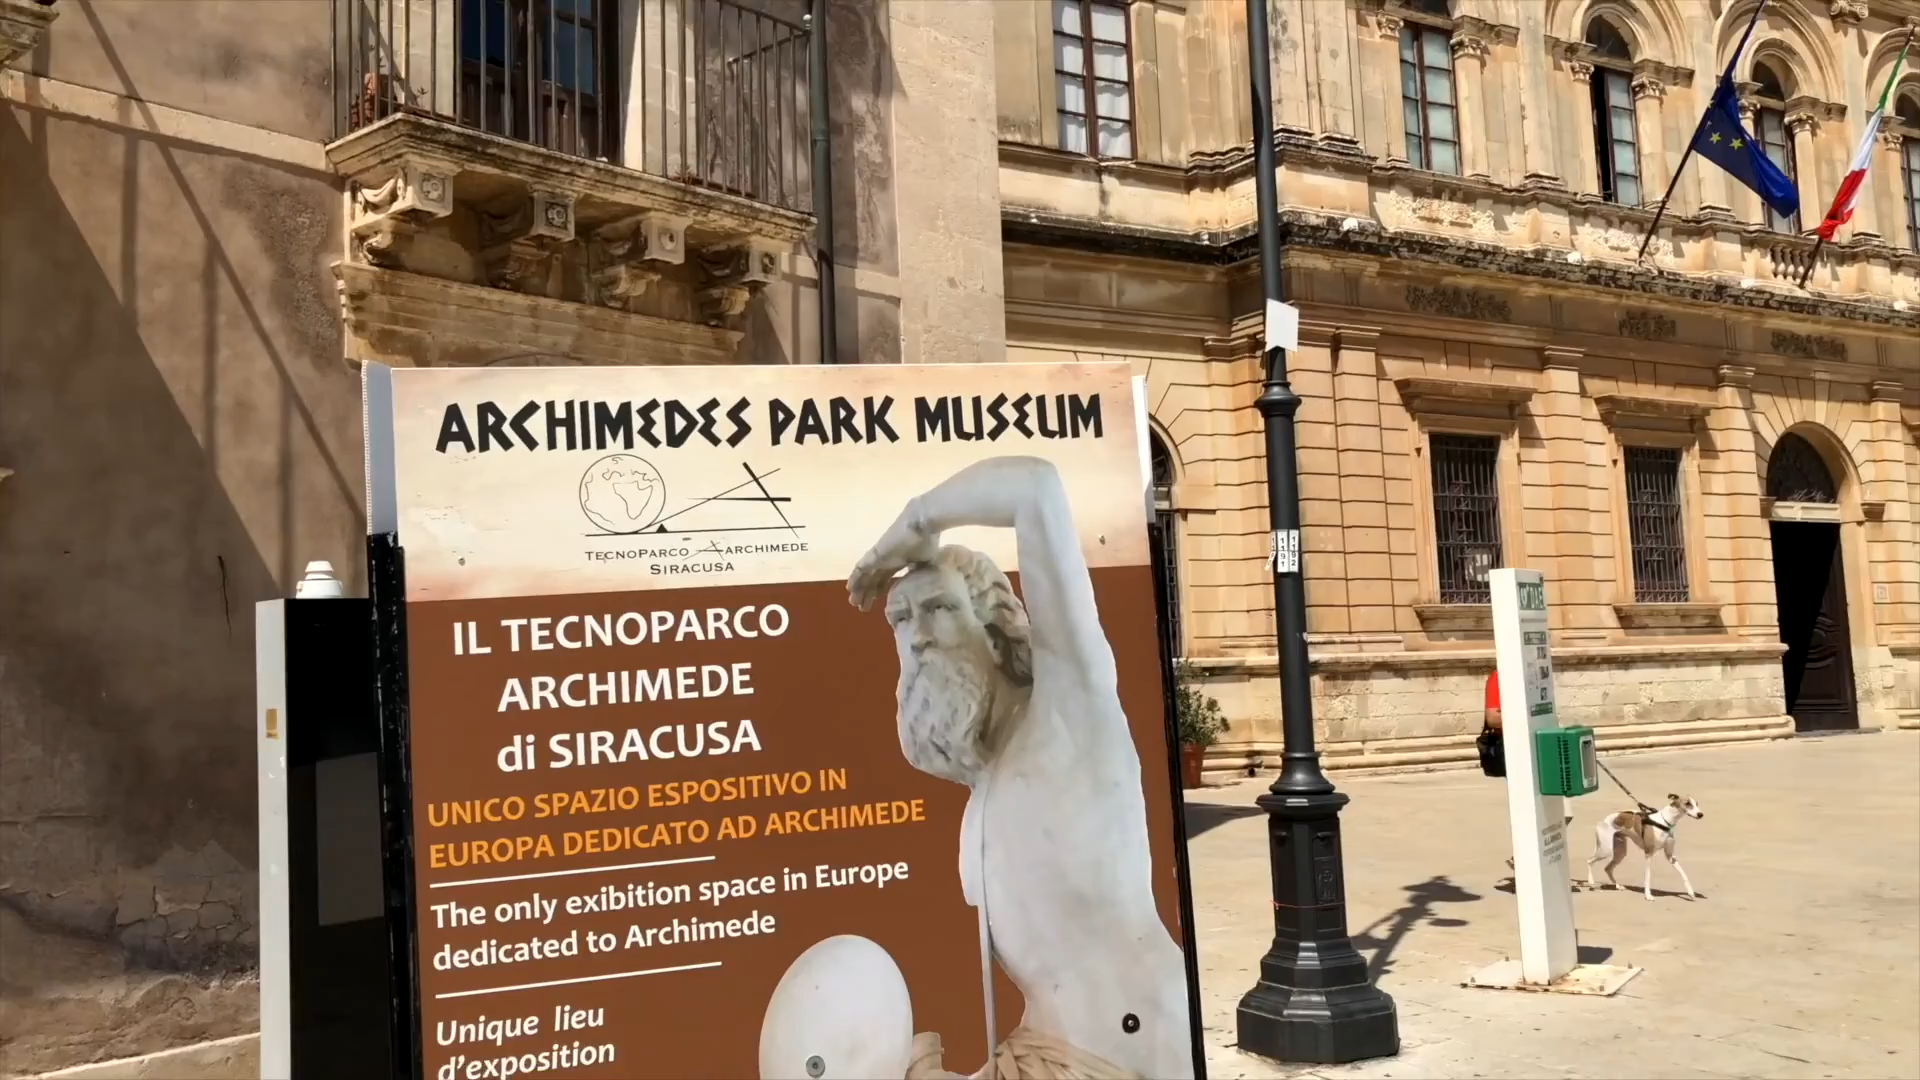 ARCHIMEDES PARK MUSEUM
TECNOPARCO ARCHIMEDE
SIRACUSA
IL TECNOPARCO
ARCHIMEDE
di SIRACUSA
UNICO SPAZIO ESPOSITIVO IN
EUROPA DEDICATO AD ARCHIMEDE
The only exibition space in Europe
dedicated to Archimede
Unique lieu
d'exposition